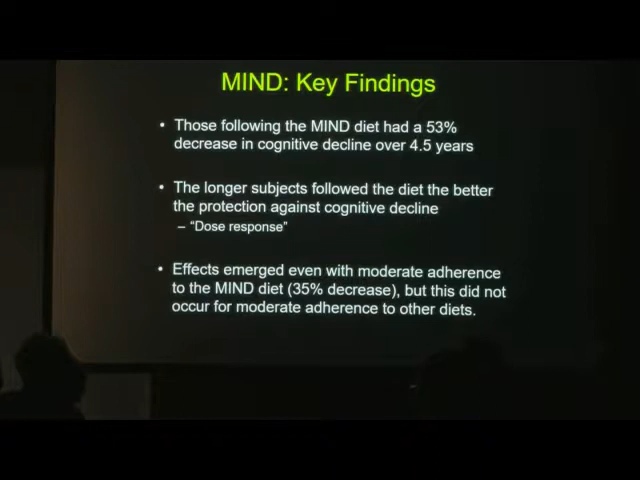 MIND: Key Findings
• Those following the MIND diet had a 53%
decrease in cognitive decline over 4.5 years
• The longer subjects followed the diet the better
the protection against cognitive decline
– “Dose response”
• Effects emerged even with moderate adherence
to the MIND diet (35% decrease), but this did not
occur for moderate adherence to other diets.